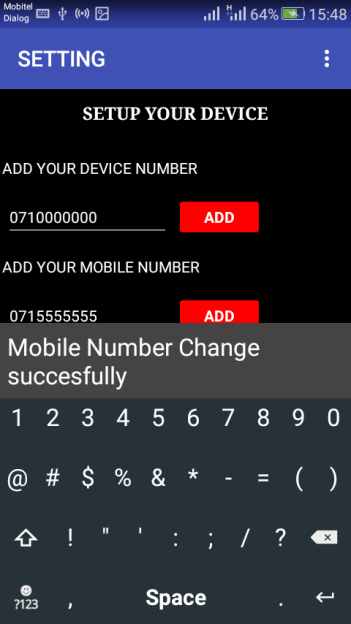 Mobitel
Dialog
H
64%
15:48
SETTING
SETUP YOUR DEVICE
ADD YOUR DEVICE NUMBER
0710000000 ADD
ADD YOUR MOBILE NUMBER
0715555555 ADD
Mobile Number Change
succesfully
1 2 3 4 5 6 7 8 9 0
@ # $ % & * - = ( )
! " ' : ; / ?
?123 , Space .